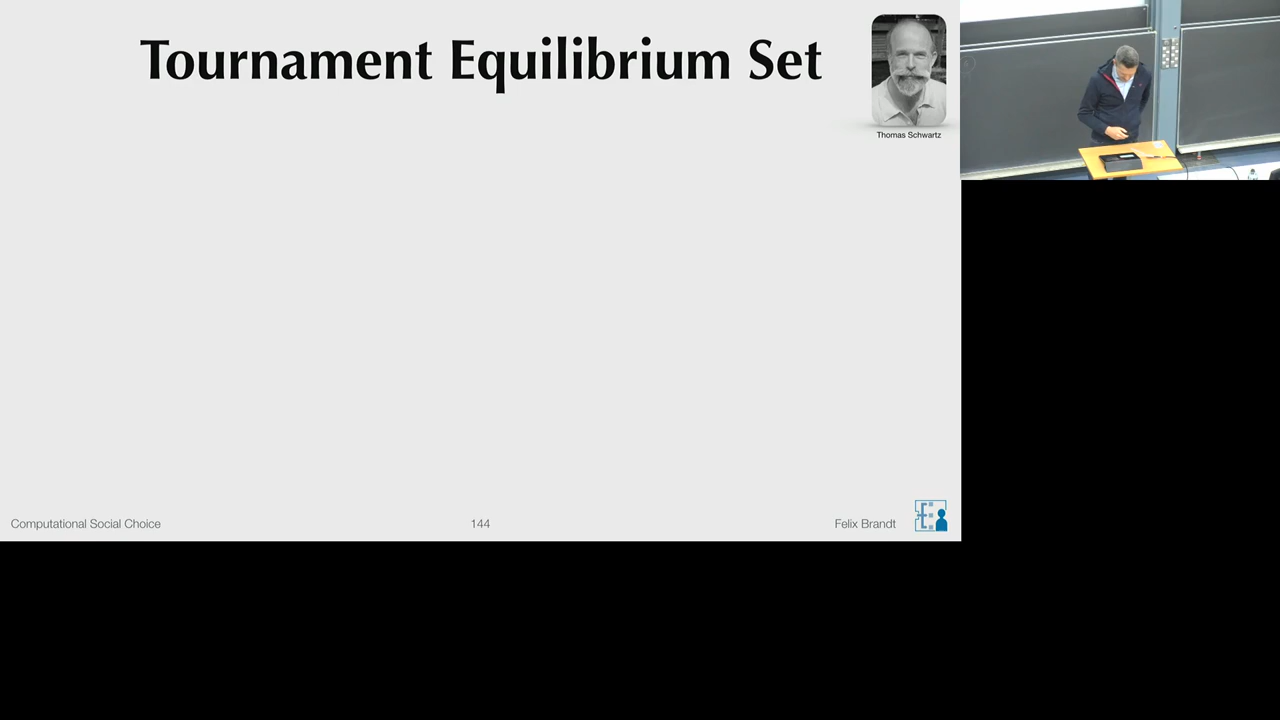 Tournament Equilibrium Set
Thomas Schwartz
Computational Social Choice
144
Felix Brandt